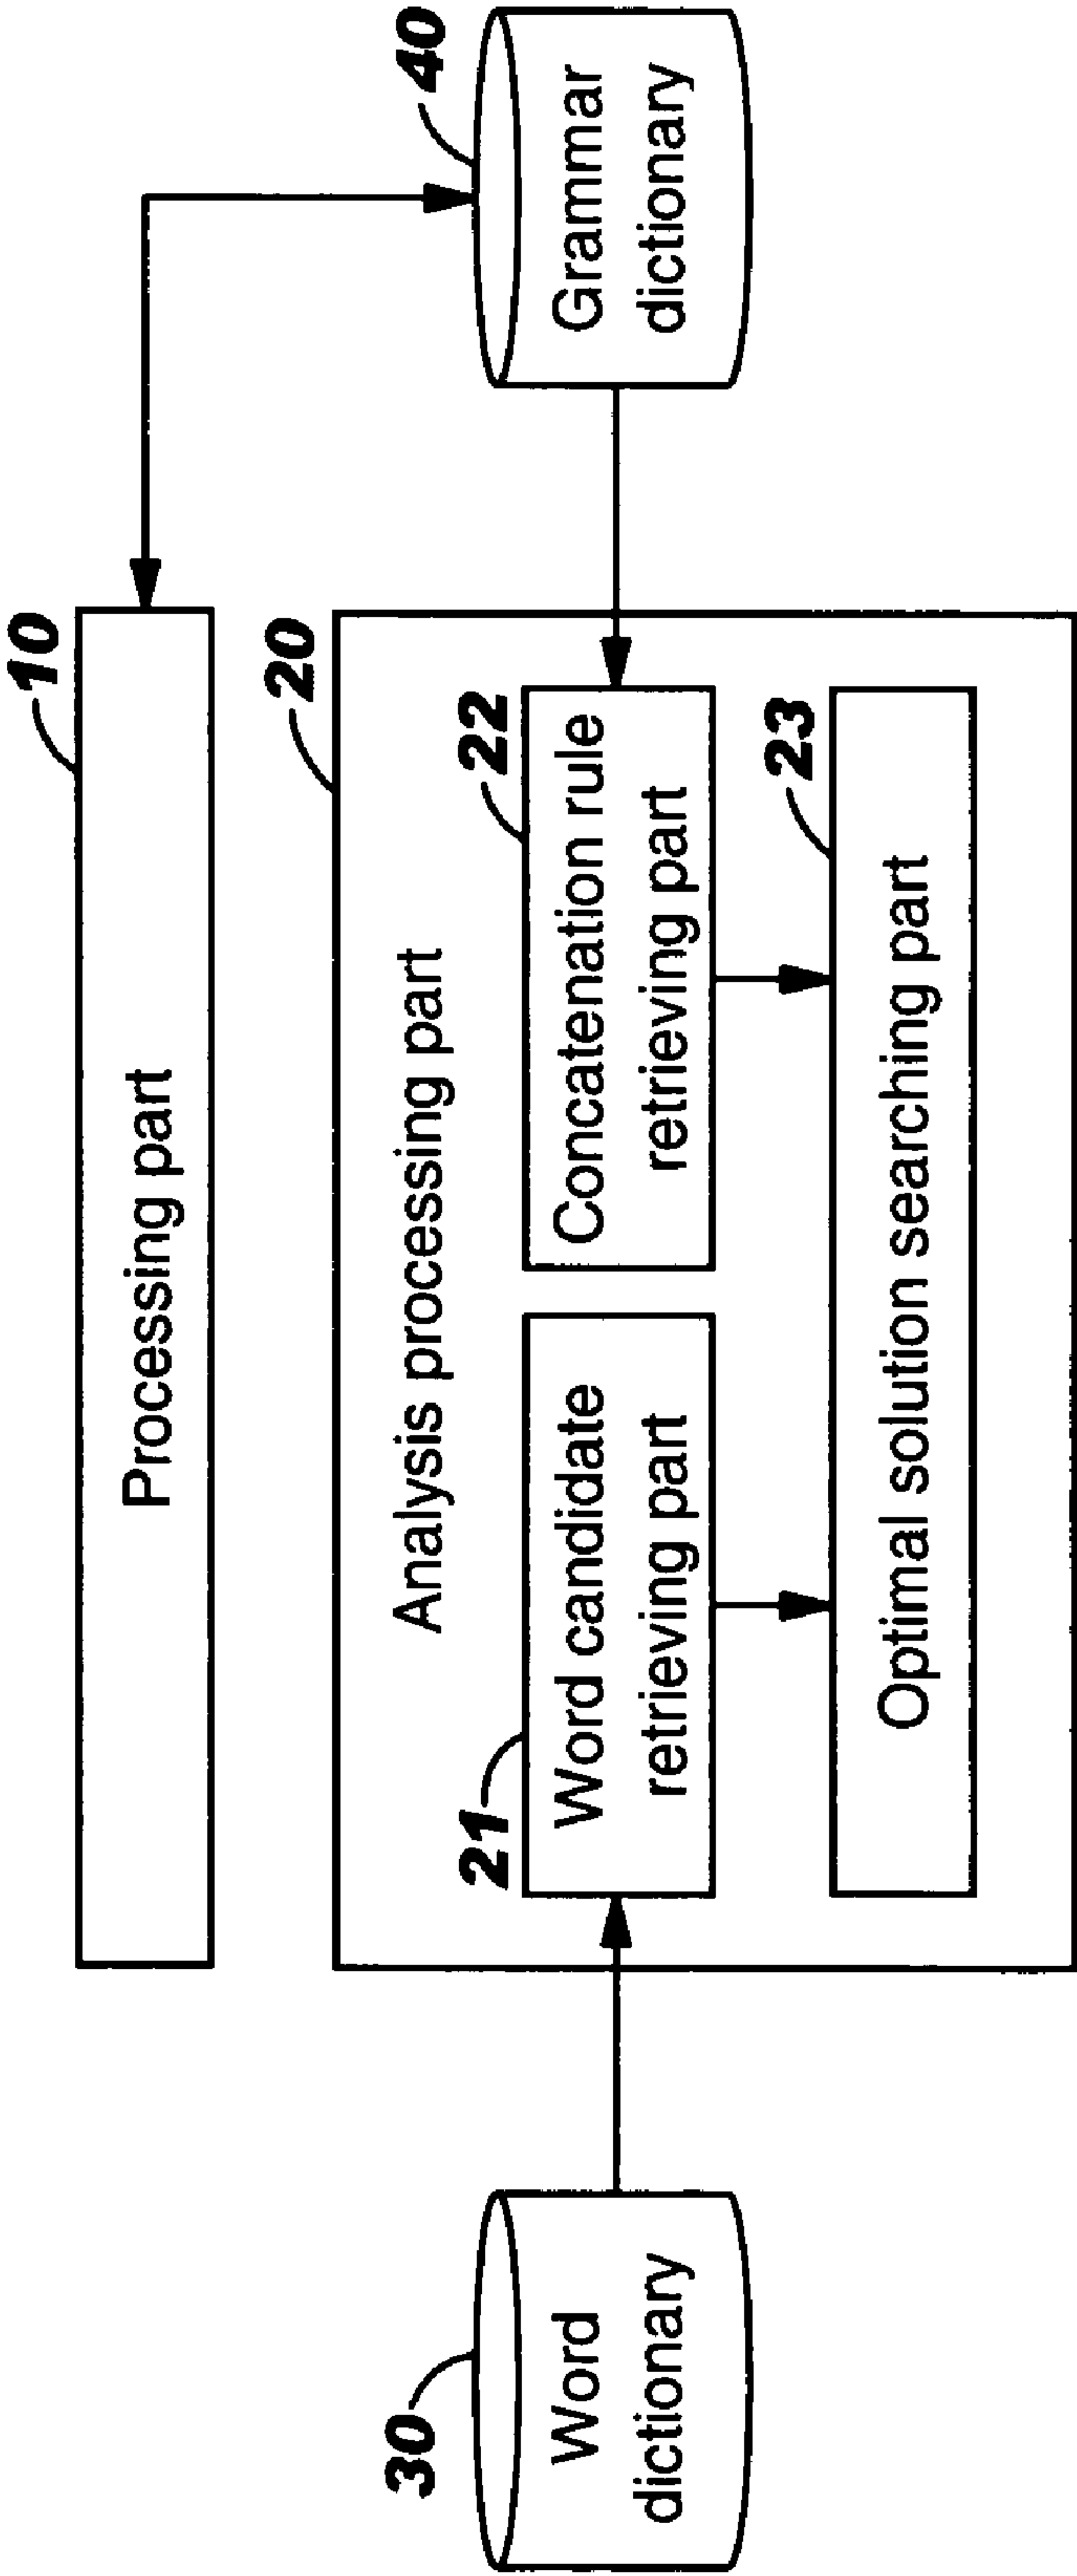 10
Processing part
20
Analysis processing part
30
Word
dictionary
21
Word candidate
retrieving part
22
Concatenation rule
retrieving part
40
Grammar
dictionary
23
Optimal solution searching part